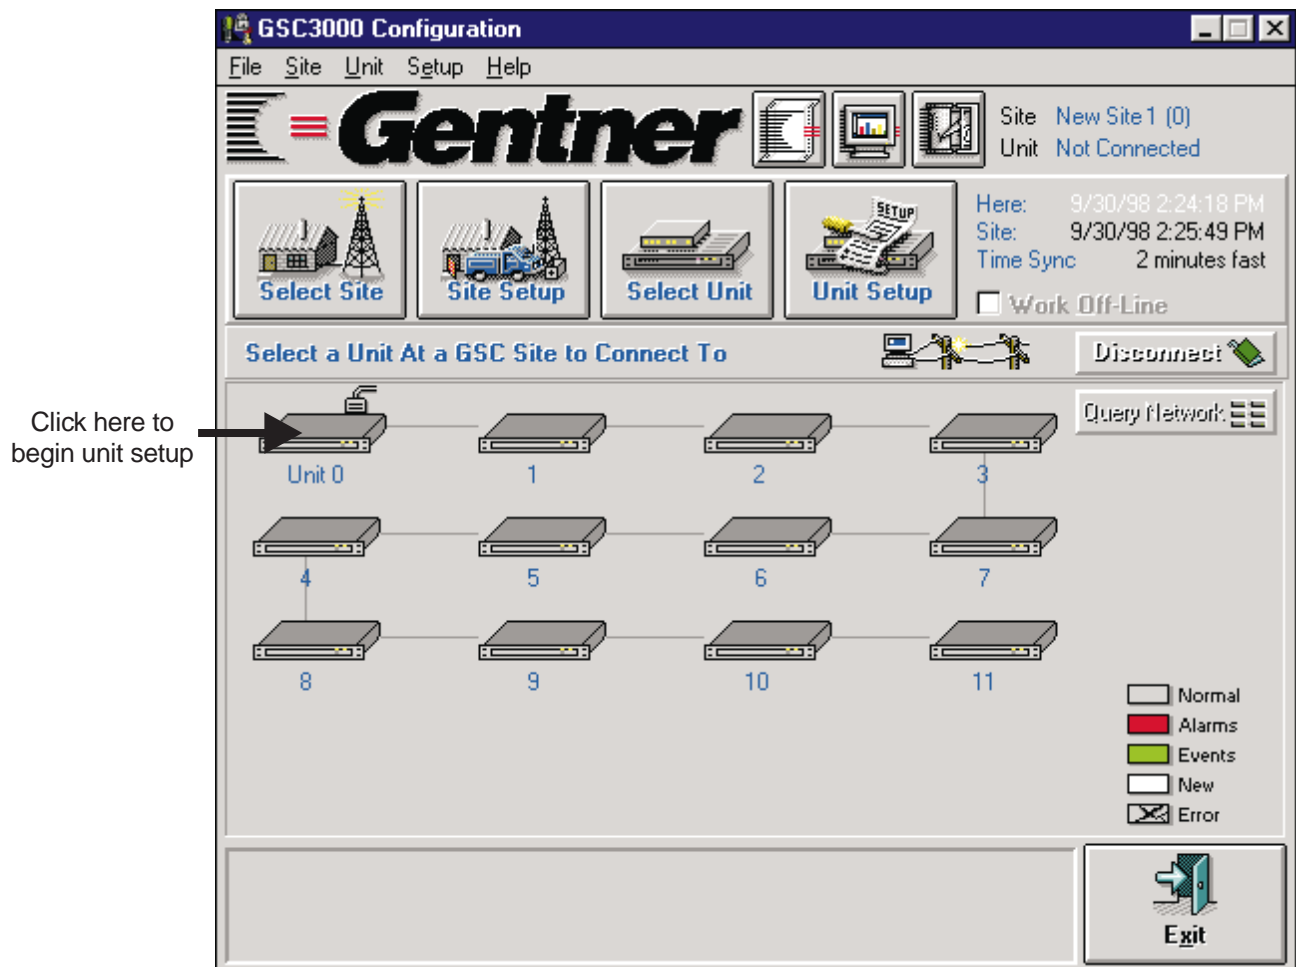 GSC3000 Configuration
File Site Unit Setup Help
Gentner
Site New Site 1 (0)
Unit Not Connected
Select Site
Site Setup
Select Unit
SETUP
Unit Setup
Here: 9/30/98 2:24:18 PM
Site: 9/30/98 2:25:49 PM
Time Sync 2 minutes fast
Work Off-Line
Select a Unit At a GSC Site to Connect To
Disconnect
Query Network
Click here to
begin unit setup
Unit 0 1 2 3
4 5 6 7
8 9 10 11
Normal
Alarms
Events
New
Error
Exit